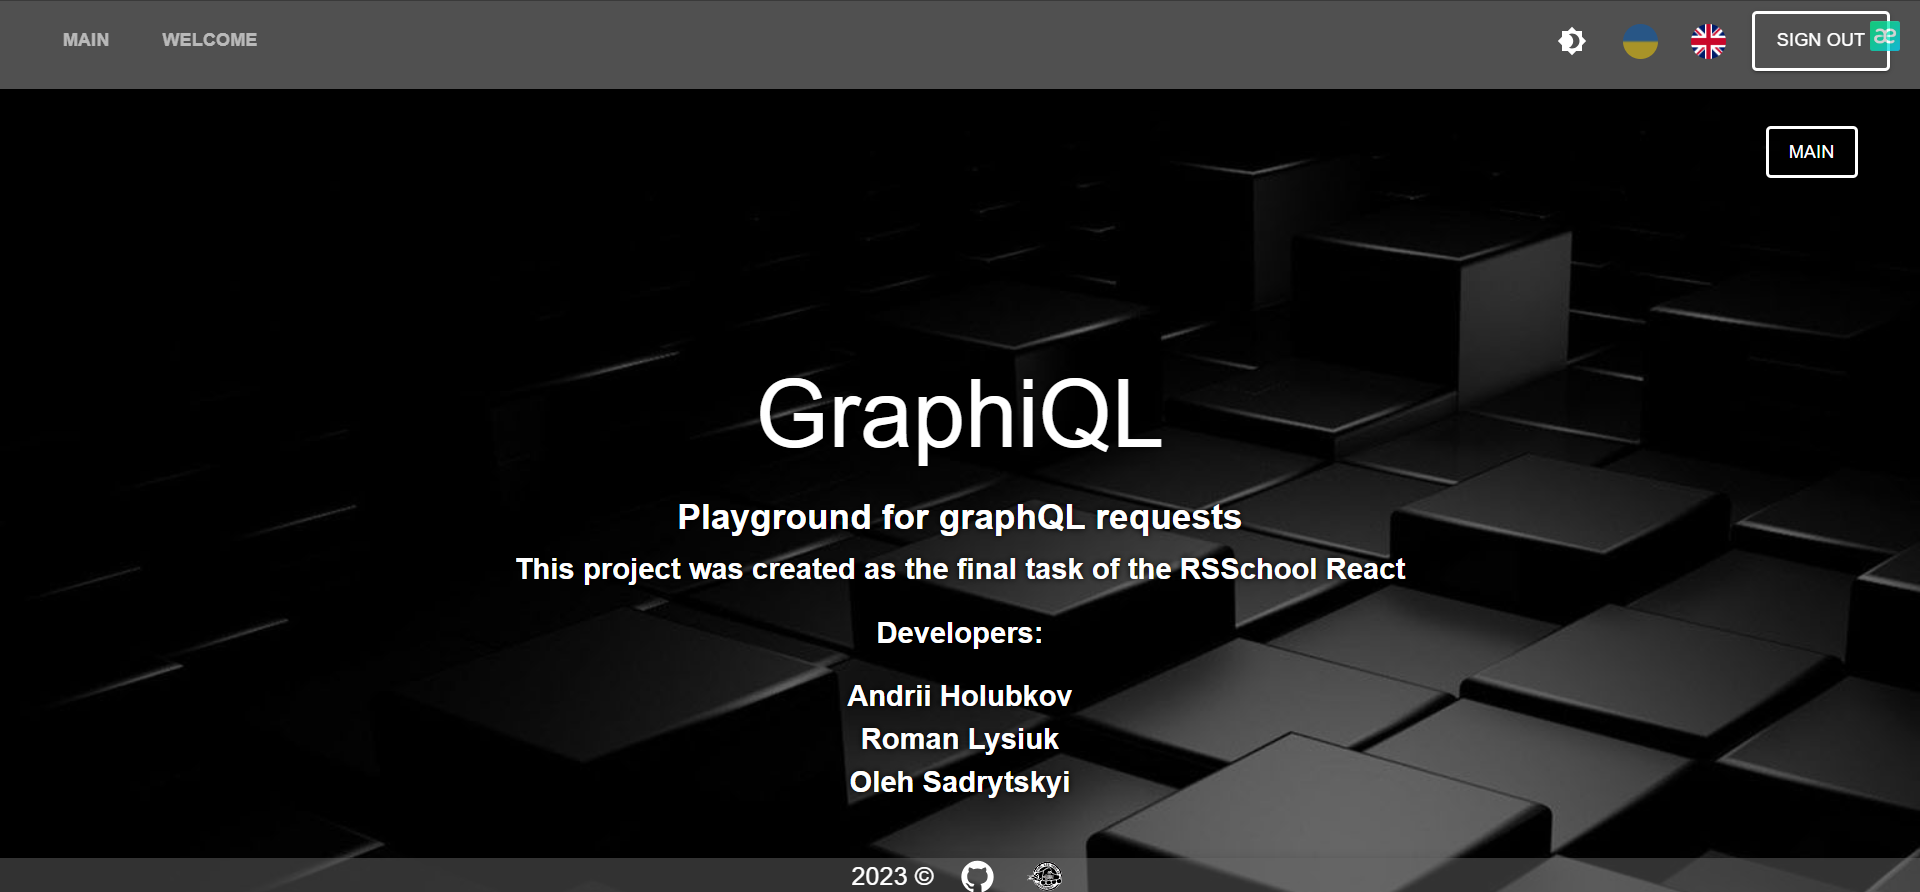 MAIN
WELCOME
SIGN OUT
æ
MAIN
GraphiQL
Playground for graphQL requests
This project was created as the final task of the RSSchool React
Developers:
Andrii Holubkov
Roman Lysiuk
Oleh Sadrytskyi
2023 ©